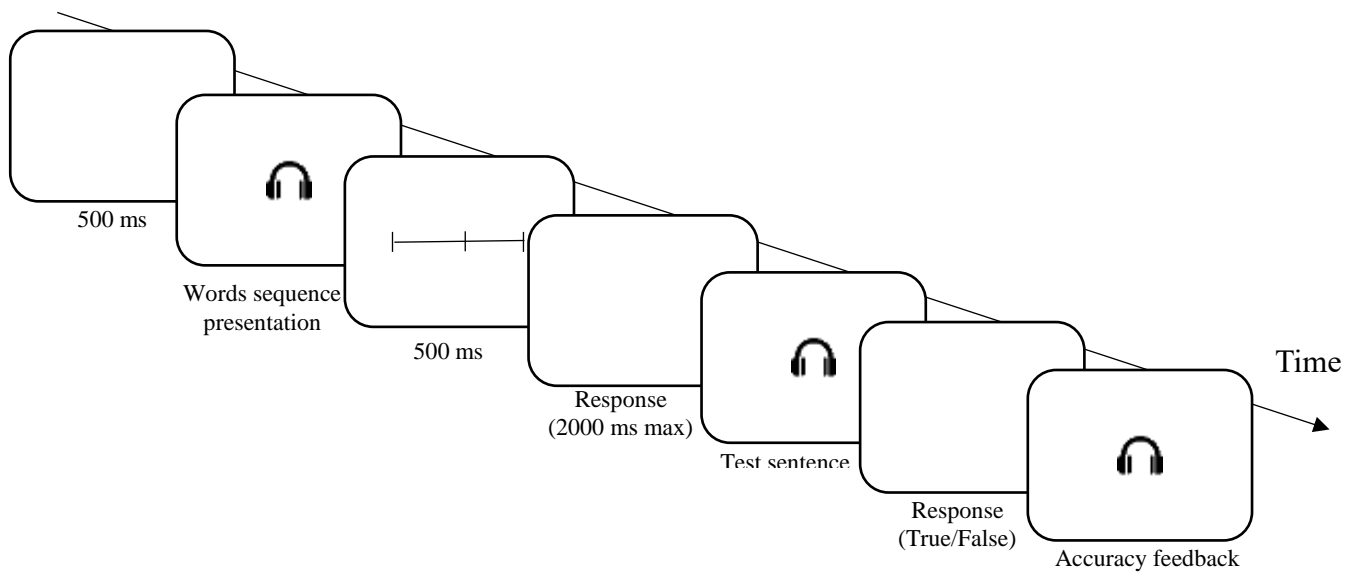 500 ms
Words sequence
presentation
500 ms
Response
(2000 ms max)
Test sentence
Response
(True/False)
Accuracy feedback
Time